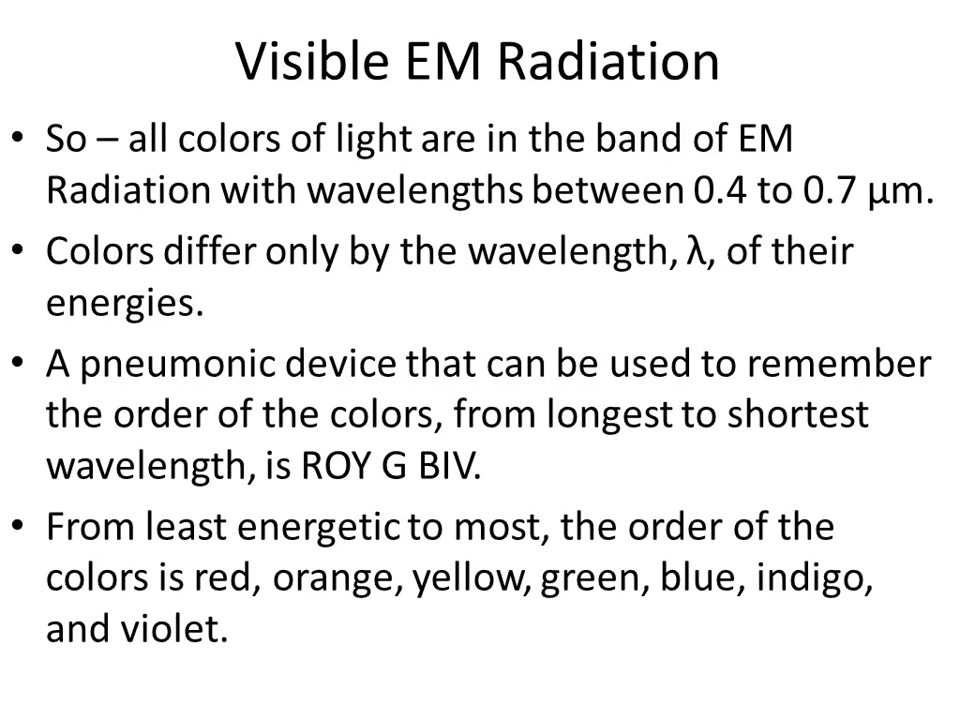 Visible EM Radiation
• So – all colors of light are in the band of EM
Radiation with wavelengths between 0.4 to 0.7 μm.
• Colors differ only by the wavelength, λ, of their
energies.
• A pneumonic device that can be used to remember
the order of the colors, from longest to shortest
wavelength, is ROY G BIV.
• From least energetic to most, the order of the
colors is red, orange, yellow, green, blue, indigo,
and violet.